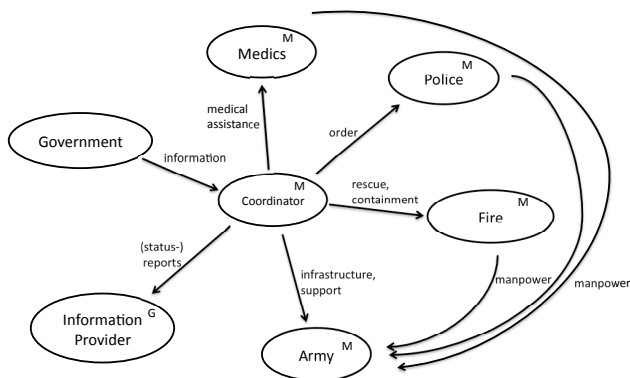 M
Medics
M
Police
medical
assistance
order
Government
information
M
Coordinator
rescue,
containment
M
Fire
(status-)
reports
infrastructure,
support
manpower
manpower
Information G
Provider
Army M